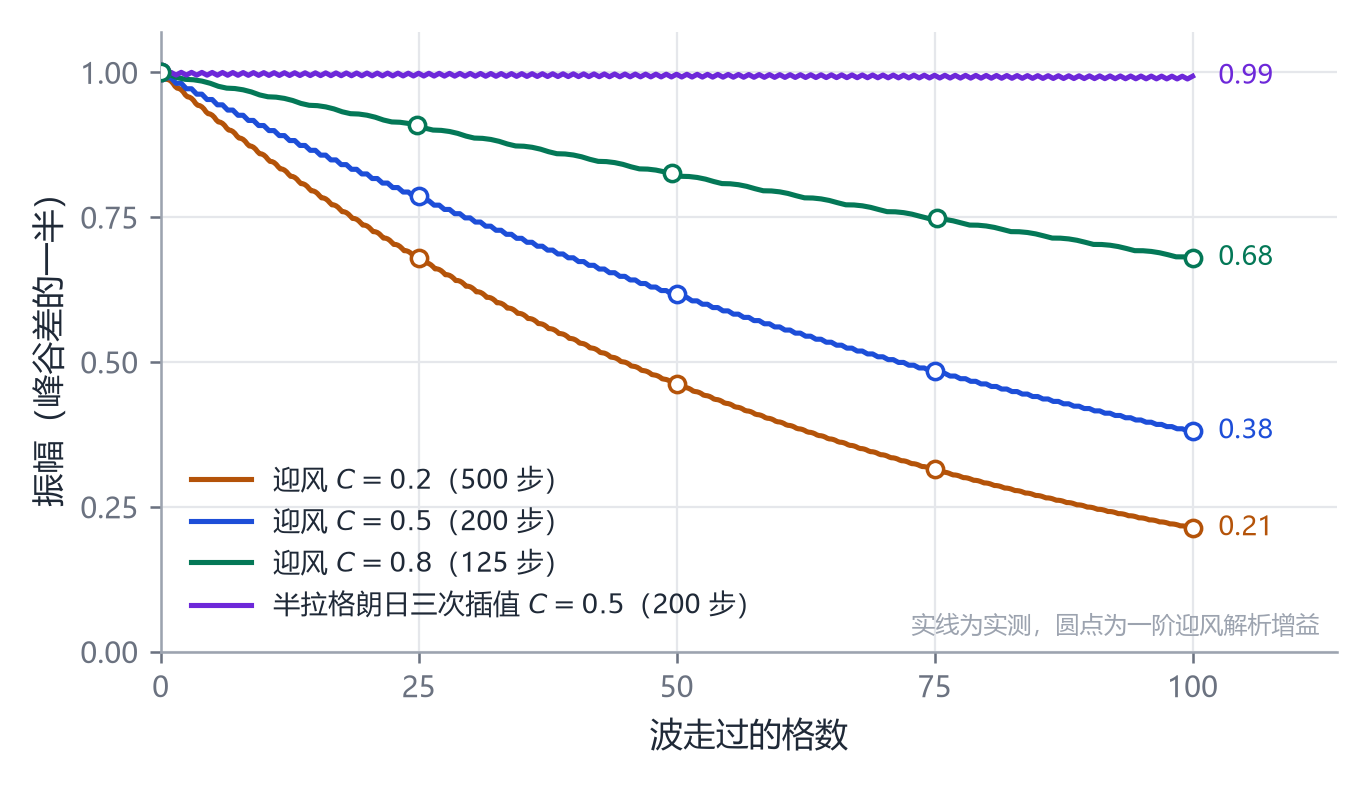 振幅（峰谷差的一半）
1.00
0.75
0.50
0.25
0.00
0.99
0.68
0.38
0.21
迎风 C = 0.2（500 步）
迎风 C = 0.5（200 步）
迎风 C = 0.8（125 步）
半拉格朗日三次插值 C = 0.5（200 步）
实线为实测，圆点为一阶迎风解析增益
0
25
50
75
100
波走过的格数